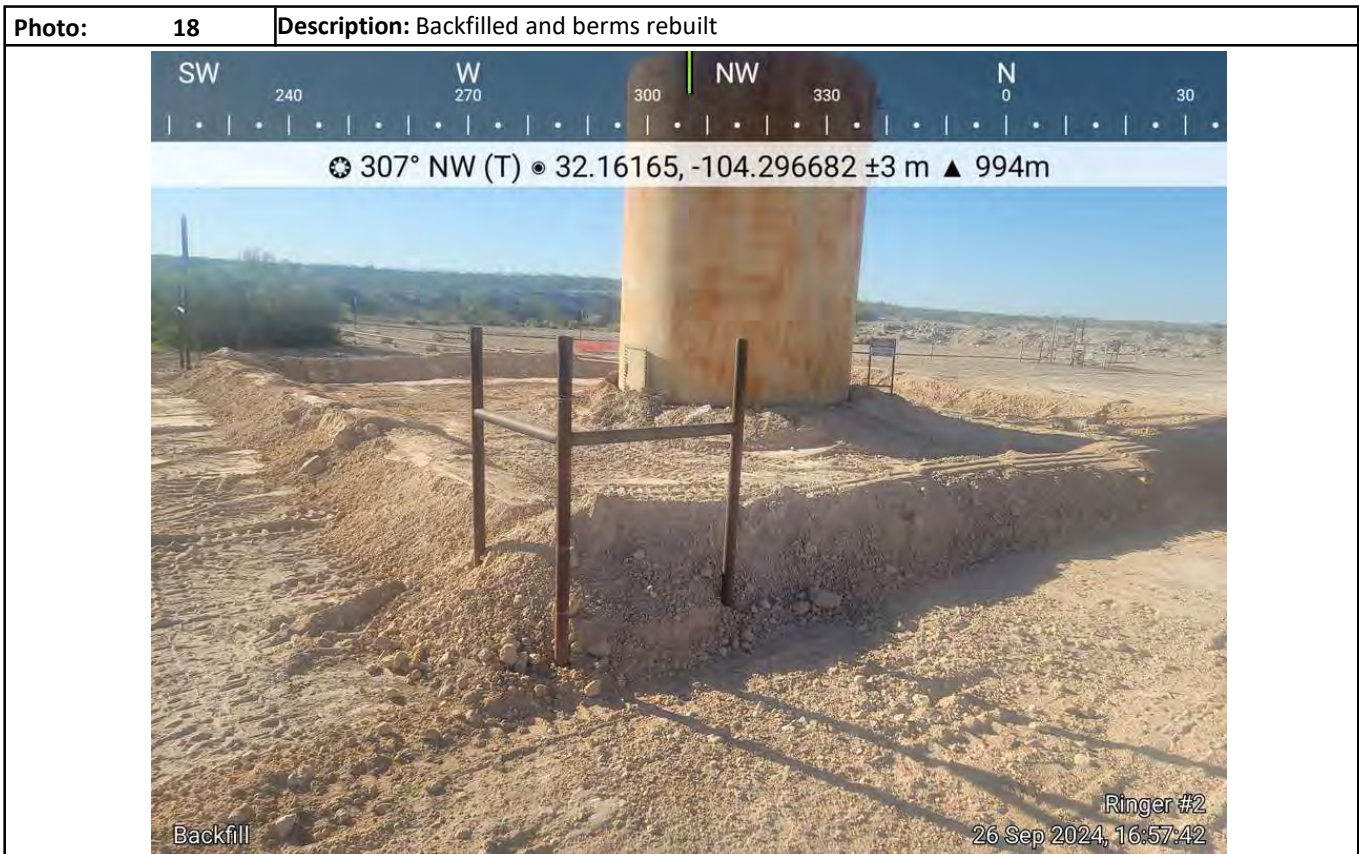 Photo: 18 Description: Backfilled and berms rebuilt
SW W NW N
240 270 300 330 0 30
307° NW (T) ◉ 32.16165, -104.296682 ±3 m ▲ 994m
Ringer #2
Backfill 26 Sep 2024, 16:57:42